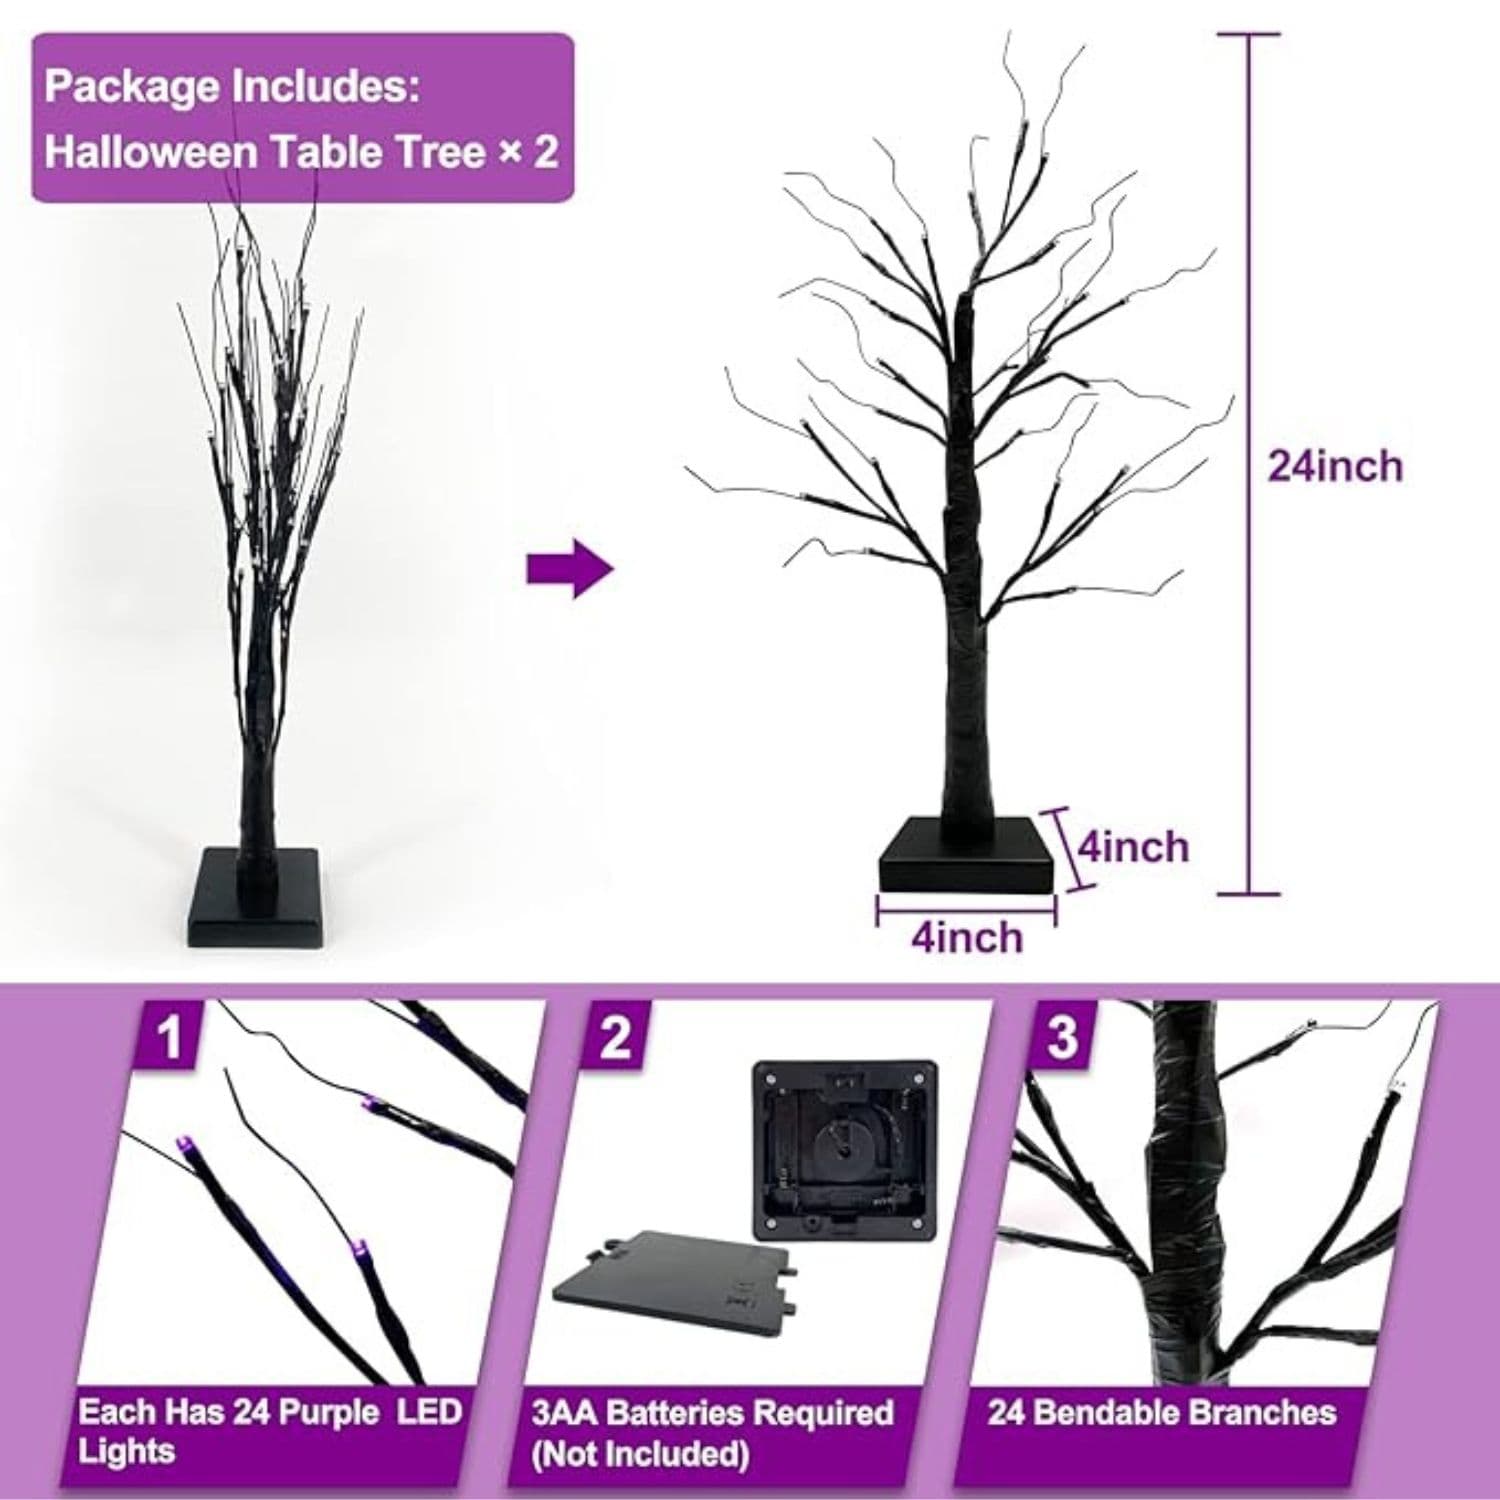 Package Includes:
Halloween Table Tree × 2
24inch
4inch
4inch
1
2
3
Each Has 24 Purple LED
Lights
3AA Batteries Required
(Not Included)
24 Bendable Branches